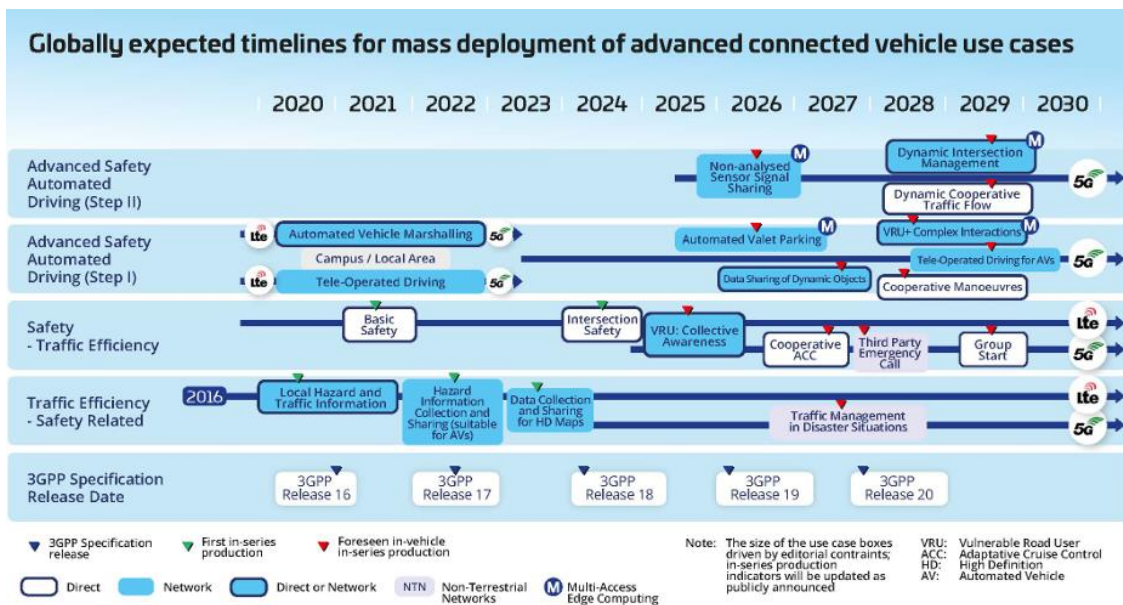 Globally expected timelines for mass deployment of advanced connected vehicle use cases
2020 2021 2022 2023 2024 2025 2026 2027 2028 2029 2030
Advanced Safety
Automated
Driving (Step II)
Non-analysed
Sensor Signal
Sharing
M
Dynamic Intersection
Management
M
Dynamic Cooperative
Traffic Flow
5G
Advanced Safety
Automated
Driving (Step I)
LTE
Automated Vehicle Marshalling
5G
Campus / Local Area
LTE
Tele-Operated Driving
5G
Automated Valet Parking
M
Data Sharing of Dynamic Objects
VRU+ Complex Interactions
M
Tele-Operated Driving for AVs
Cooperative Manoeuvres
5G
Safety
- Traffic Efficiency
Basic
Safety
Intersection
Safety
VRU: Collective
Awareness
Cooperative
ACC
Third Party
Emergency
Call
Group
Start
LTE
5G
Traffic Efficiency
- Safety Related
2016
Local Hazard and
Traffic Information
Hazard
Information
Collection and
Sharing (suitable
for AVs)
Data Collection
and Sharing
for HD Maps
Traffic Management
in Disaster Situations
LTE
5G
3GPP Specification
Release Date
3GPP
Release 16
3GPP
Release 17
3GPP
Release 18
3GPP
Release 19
3GPP
Release 20
3GPP Specification
release
First in-series
production
Foreseen in-vehicle
in-series production
Direct
Network
Direct or Network
NTN
Non-Terrestrial
Networks
M
Multi-Access
Edge Computing
Note: The size of the use case boxes
driven by editorial contraints;
in-series production
indicators will be updated as
publicly announced
VRU: Vulnerable Road User
ACC: Adaptative Cruise Control
HD: High Definition
AV: Automated Vehicle